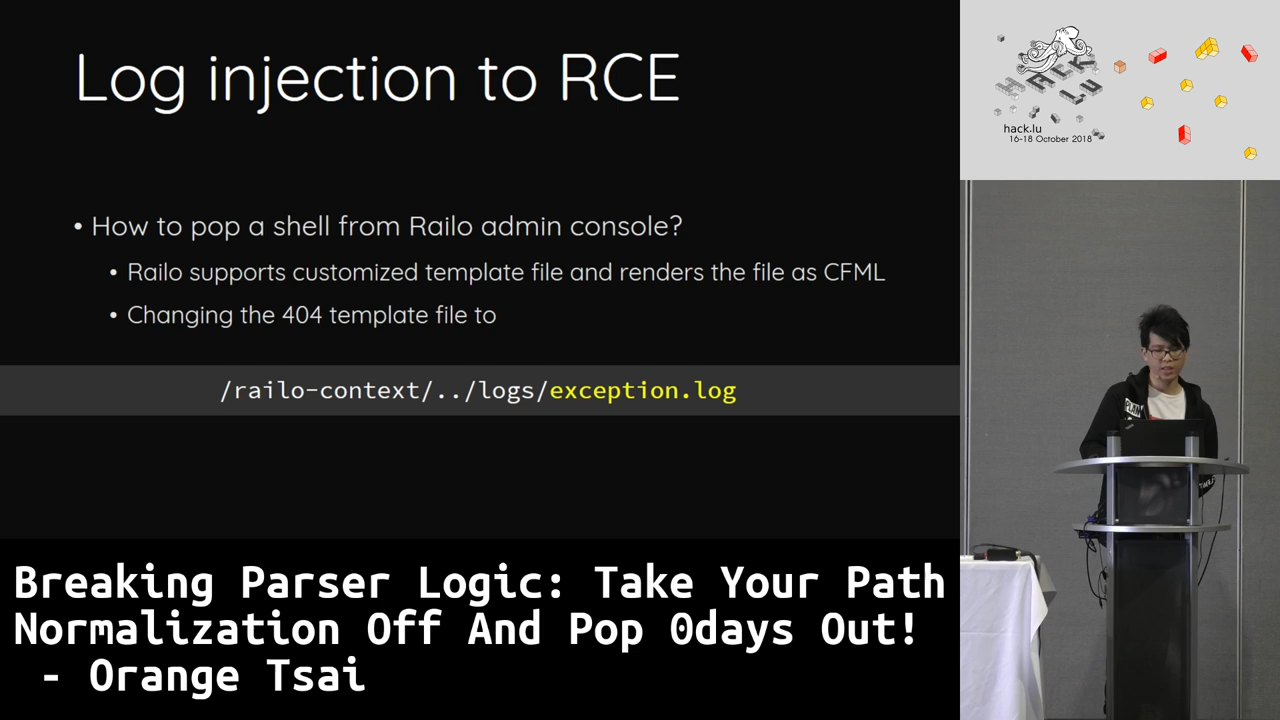 Log injection to RCE
• How to pop a shell from Railo admin console?
• Railo supports customized template file and renders the file as CFML
• Changing the 404 template file to
/railo-context/../logs/exception.log
Breaking Parser Logic: Take Your Path
Normalization Off And Pop 0days Out!
- Orange Tsai
HACK
LU
hack.lu
16-18 October 2018